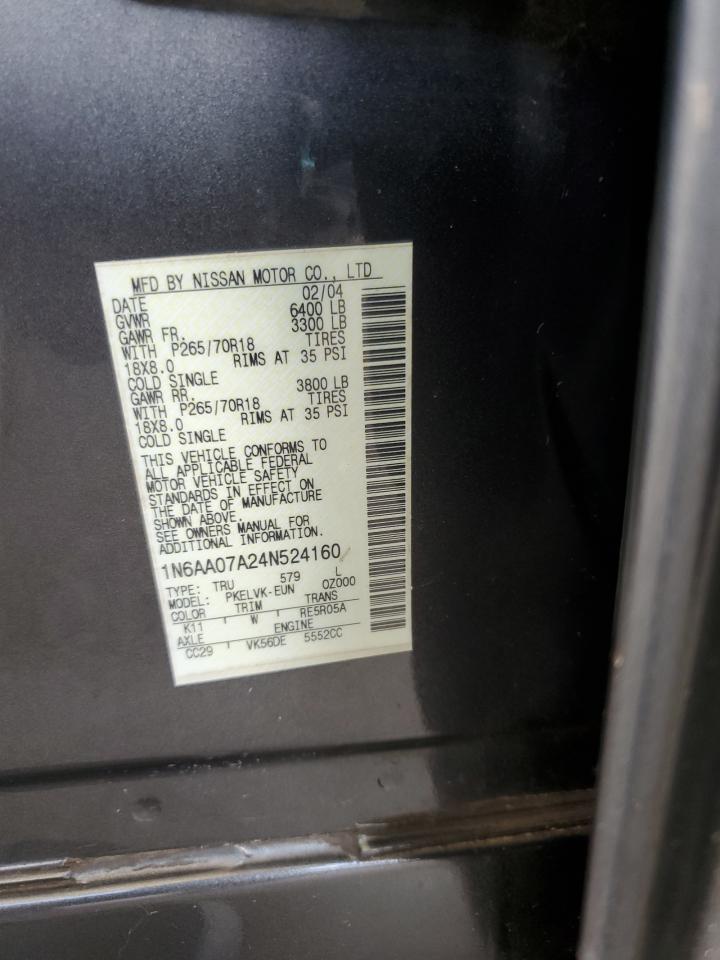 MFD BY NISSAN MOTOR CO., LTD
DATE 02/04
GVWR 6400 LB
GAWR FR. 3300 LB
WITH P265/70R18 TIRES
18X8.0 RIMS AT 35 PSI
COLD SINGLE
GAWR RR. 3800 LB
WITH P265/70R18 TIRES
18X8.0 RIMS AT 35 PSI
COLD SINGLE
THIS VEHICLE CONFORMS TO
ALL APPLICABLE FEDERAL
MOTOR VEHICLE SAFETY
STANDARDS IN EFFECT ON
THE DATE OF MANUFACTURE
SHOWN ABOVE.
SEE OWNERS MANUAL FOR
ADDITIONAL INFORMATION.
1N6AA07A24N524160
TYPE: TRU 579 L
MODEL: PKELVK-EUN OZ000
COLOR TRIM TRANS
K11 W RE5R05A
AXLE ENGINE
CC29 VK56DE 5552CC